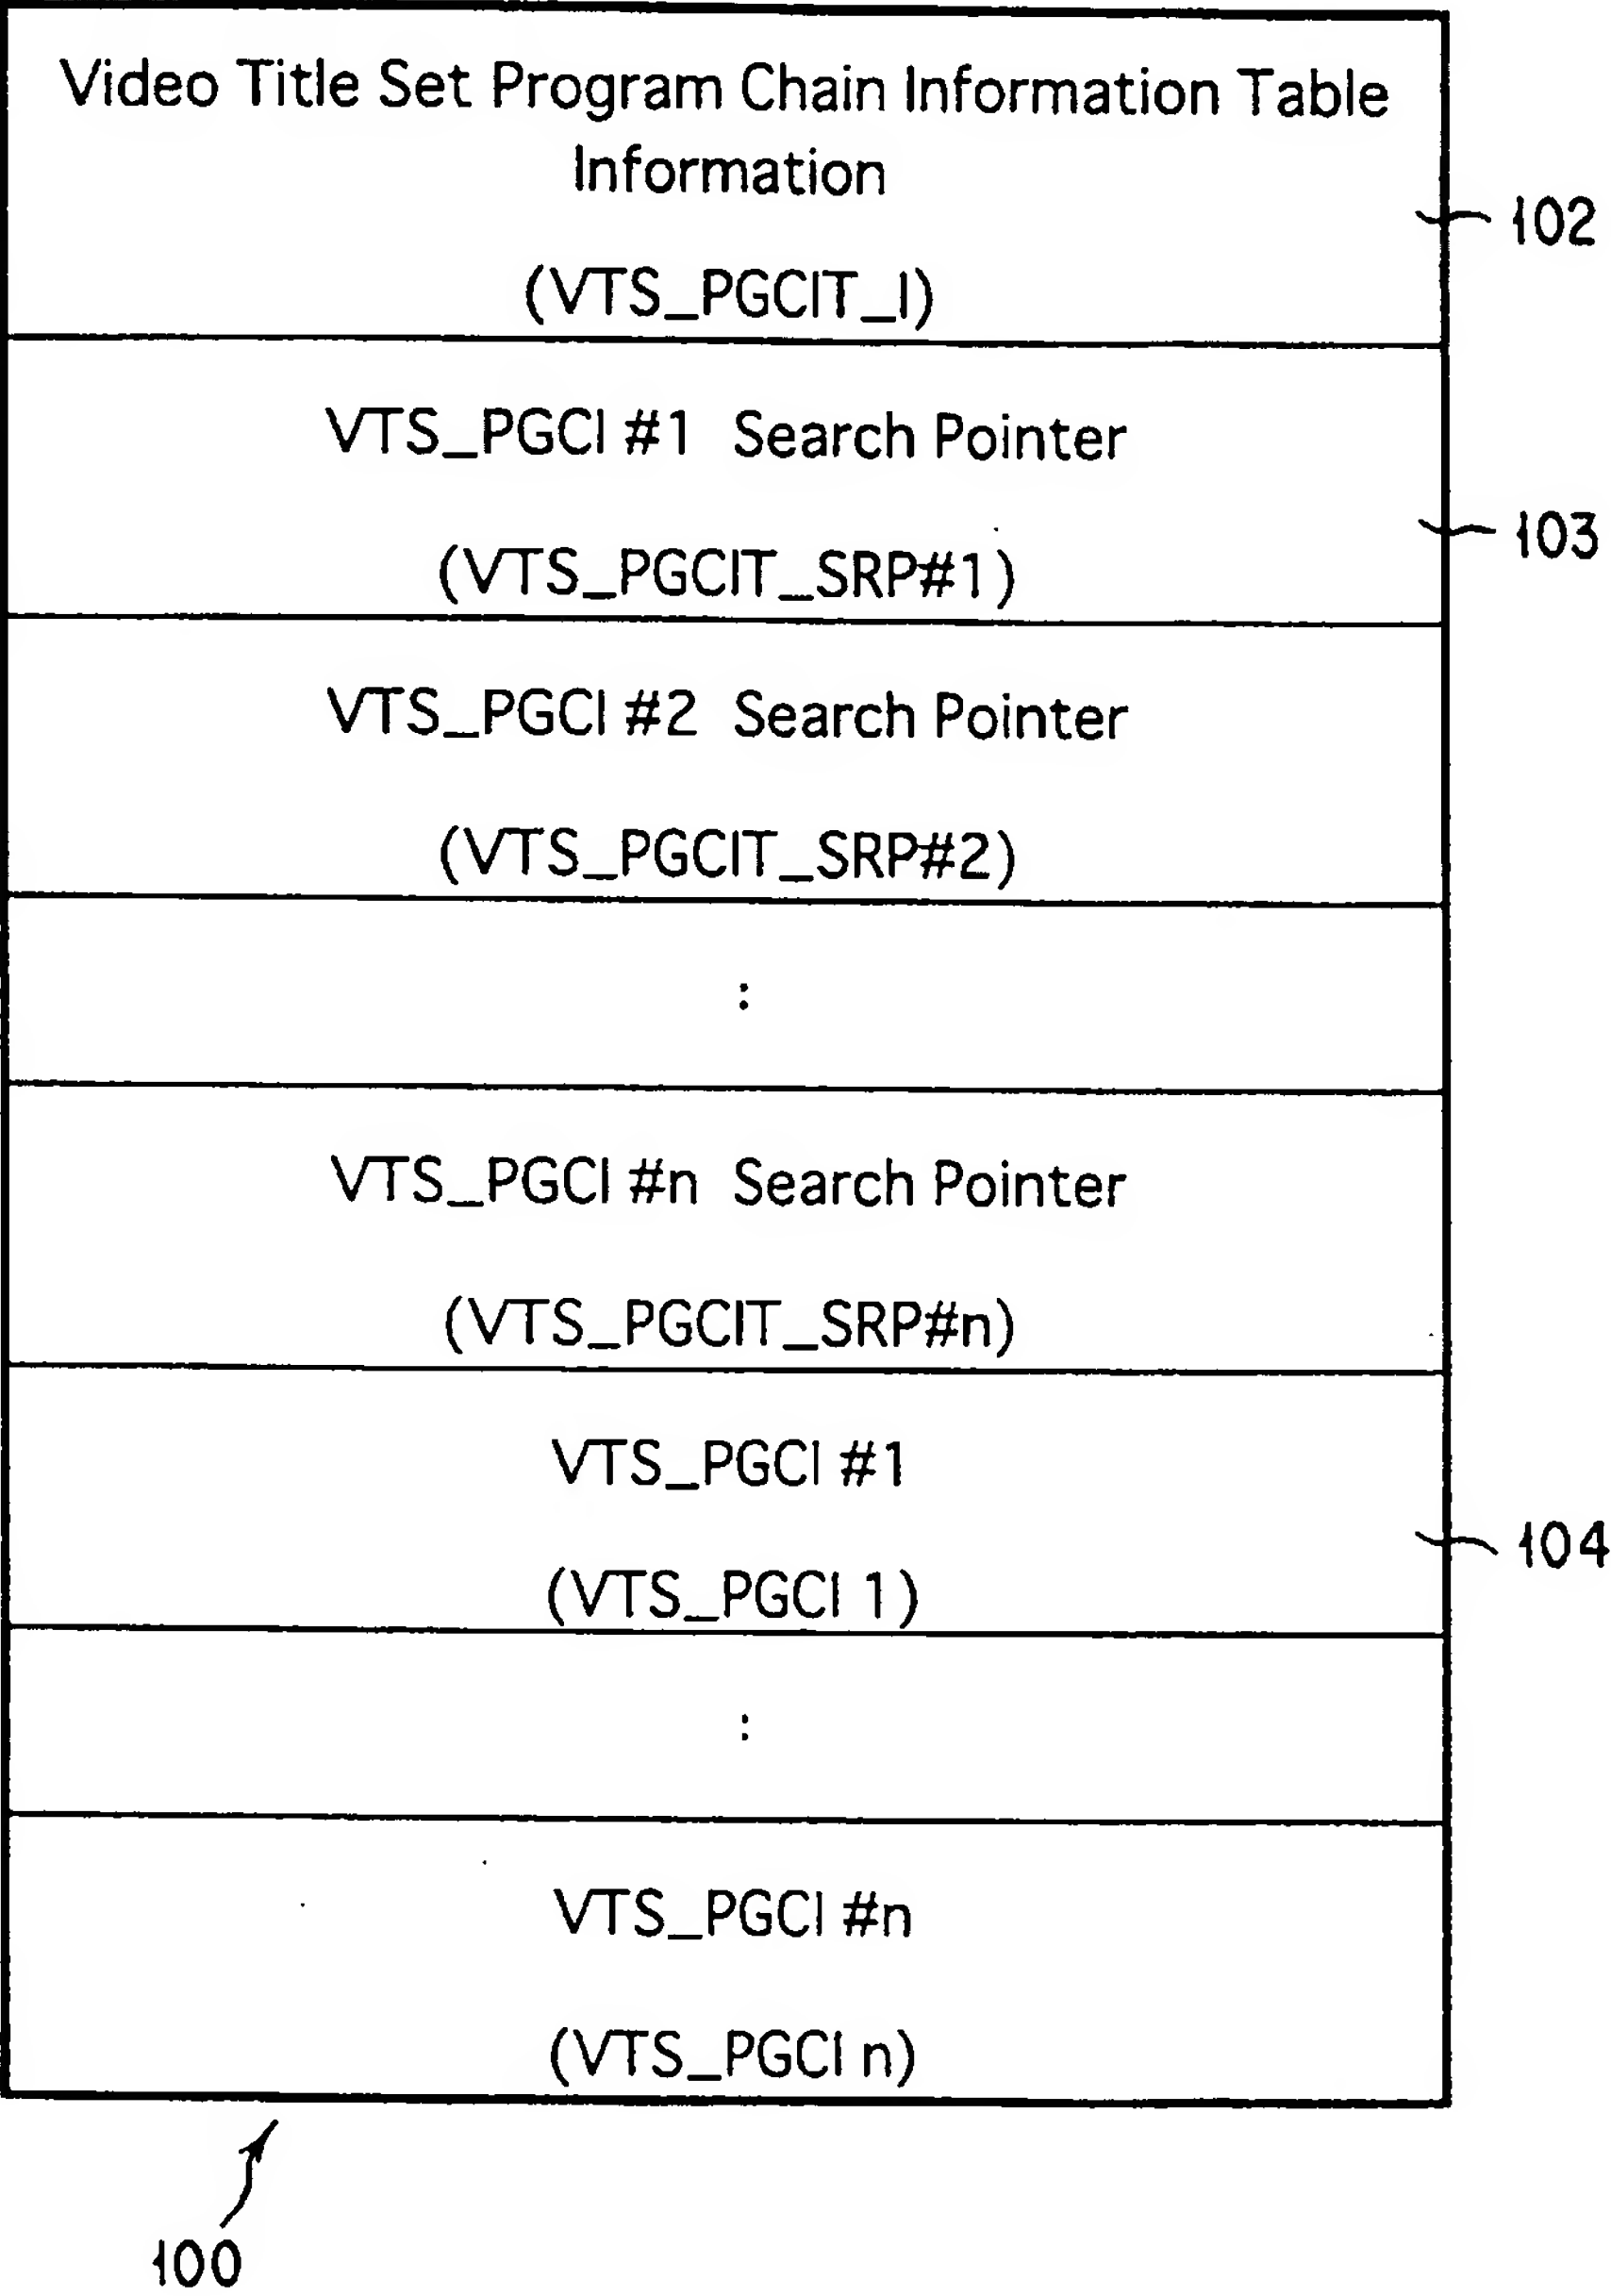 Video Title Set Program Chain Information Table
Information
(VTS_PGCIT_I)
102
VTS_PGCI #1 Search Pointer
(VTS_PGCIT_SRP#1)
103
VTS_PGCI #2 Search Pointer
(VTS_PGCIT_SRP#2)
:
VTS_PGCI #n Search Pointer
(VTS_PGCIT_SRP#n)
VTS_PGCI #1
(VTS_PGCI 1)
104
:
VTS_PGCI #n
(VTS_PGCI n)
100